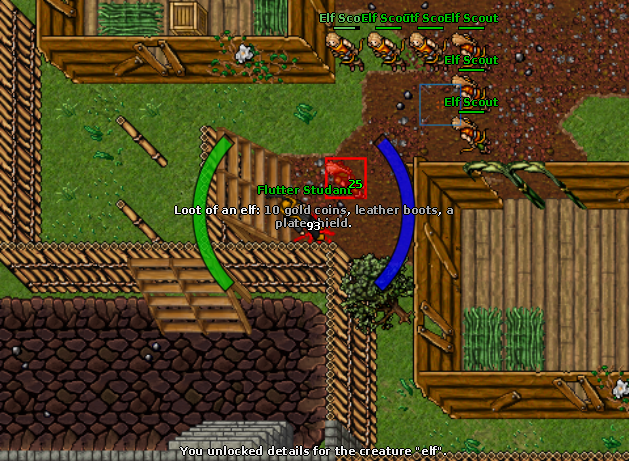 Elf Scout
Elf Scout
Elf Scout
Elf Scout
Elf Scout
25
Flutter Studant
Loot of an elf: 10 gold coins, leather boots, a
plate shield.
93
You unlocked details for the creature "elf".